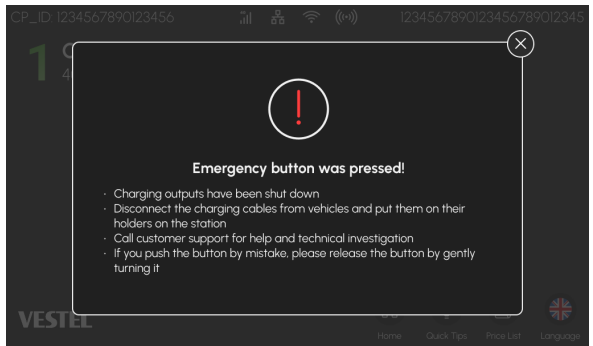 CP_ID: 1234567890123456
1234567890123456789012345
1
Emergency button was pressed!
· Charging outputs have been shut down
· Disconnect the charging cables from vehicles and put them on their
holders on the station
· Call customer support for help and technical investigation
· If you push the button by mistake, please release the button by gently
turning it
VESTEL
Home
Quick Tips
Price List
Language